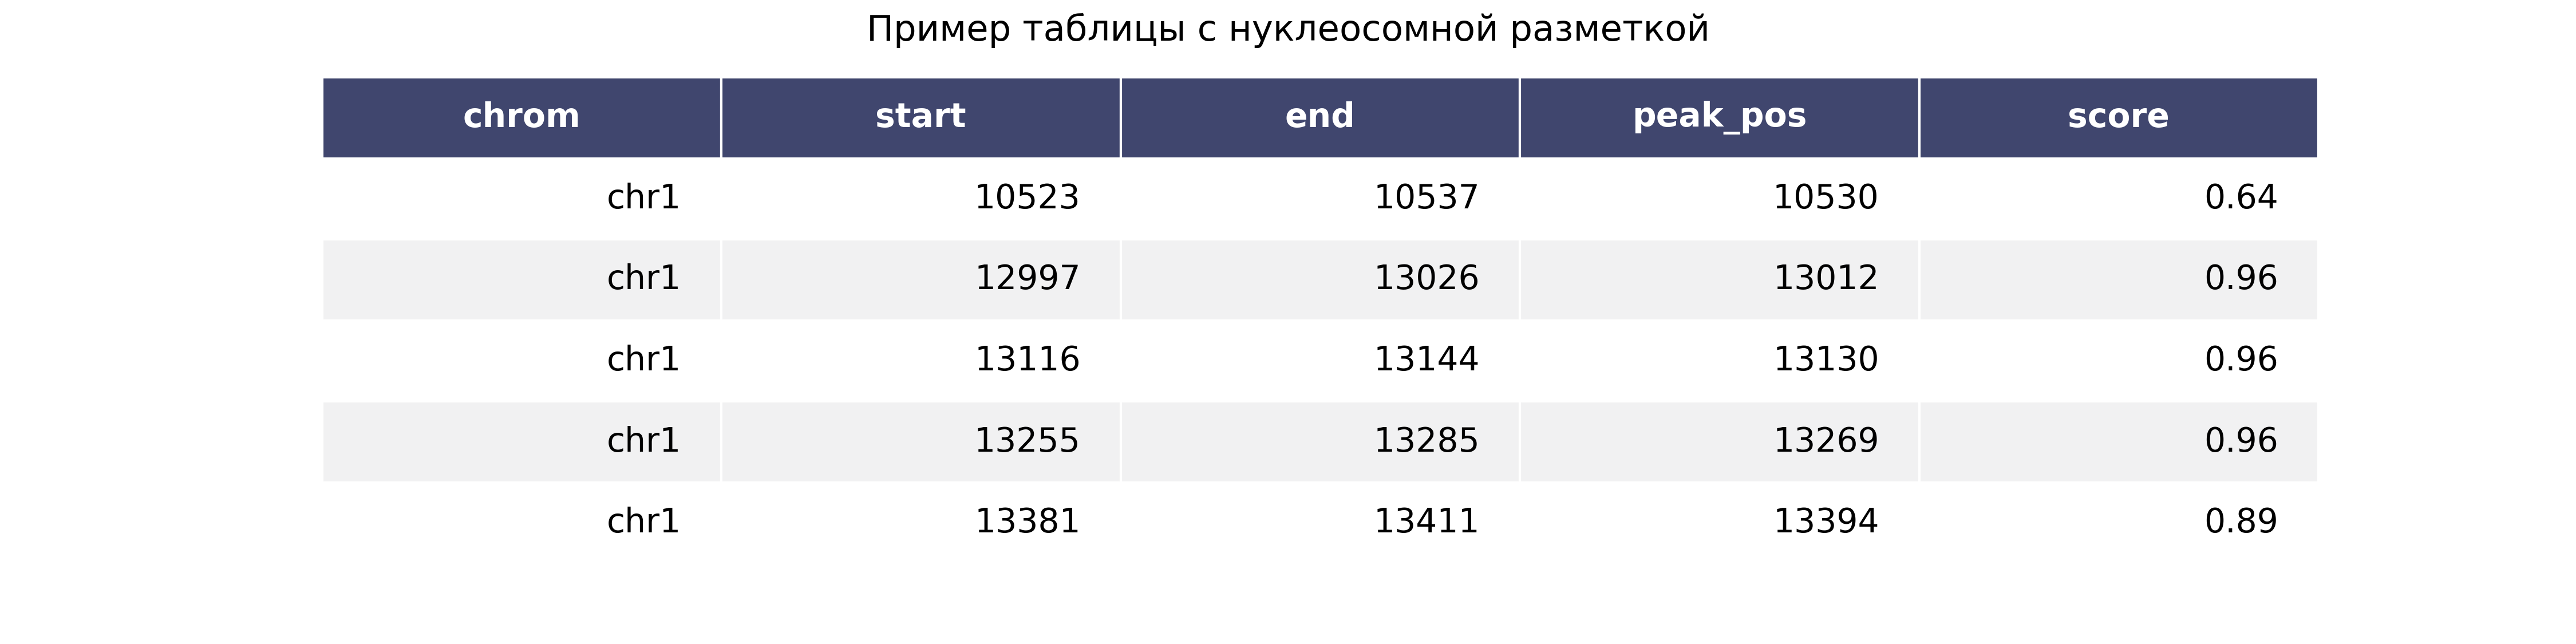 Пример таблицы с нуклеосомной разметкой
chrom start end peak_pos score
chr1 10523 10537 10530 0.64
chr1 12997 13026 13012 0.96
chr1 13116 13144 13130 0.96
chr1 13255 13285 13269 0.96
chr1 13381 13411 13394 0.89